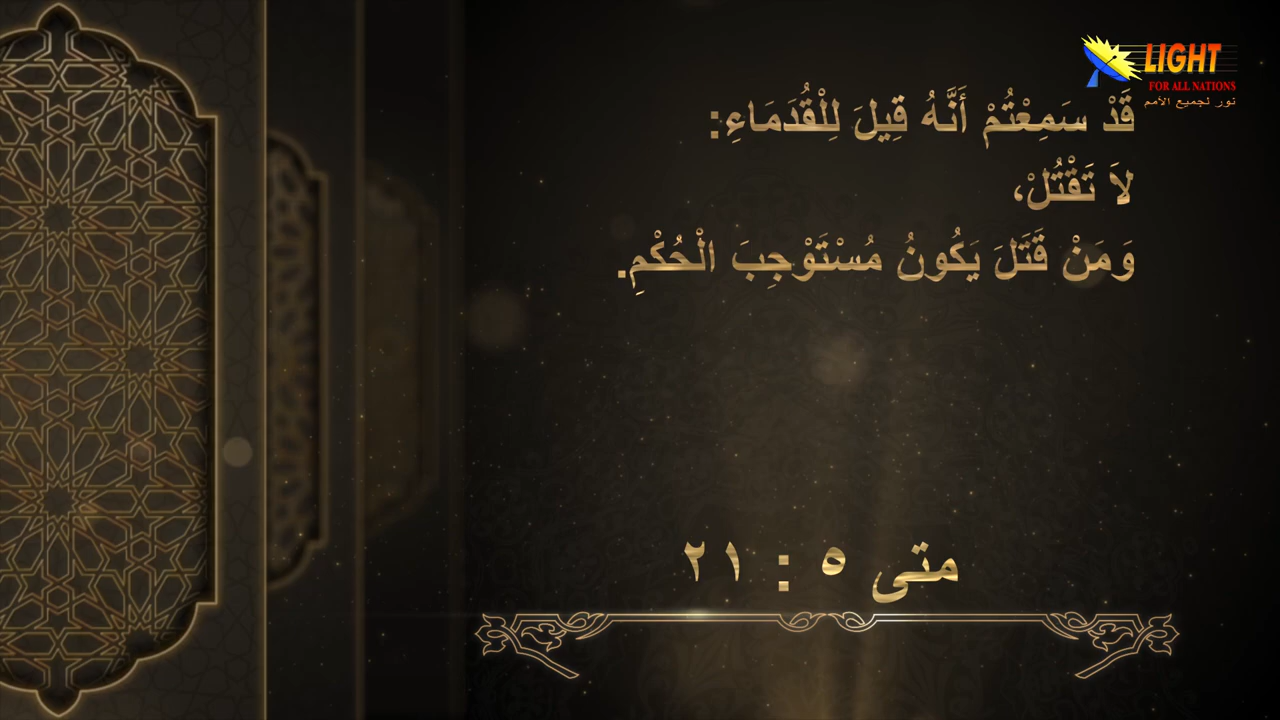 LIGHT
FOR ALL NATIONS
نور لجميع الأمم
قَدْ سَمِعْتُمْ أَنَّهُ قِيلَ لِلْقُدَمَاءِ:
لاَ تَقْتُلْ،
وَمَنْ قَتَلَ يَكُونُ مُسْتَوْجِبَ الْحُكْمِ.
متى ٥ : ٢١